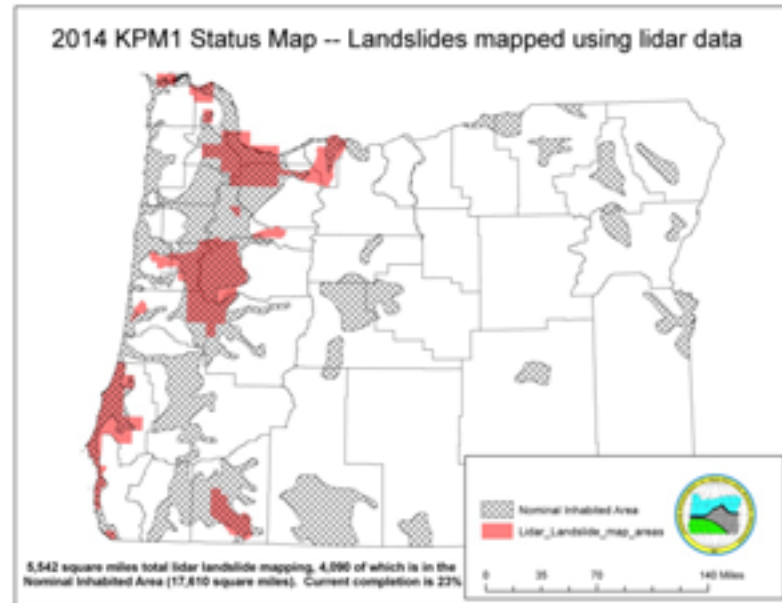 2014 KPM1 Status Map -- Landslides mapped using lidar data
Nominal Inhabited Area
Lidar_Landslide_map_areas
5,542 square miles total lidar landslide mapping, 4,090 of which is in the
Nominal Inhabited Area (17,610 square miles). Current completion is 23%
0 35 70 140 Miles